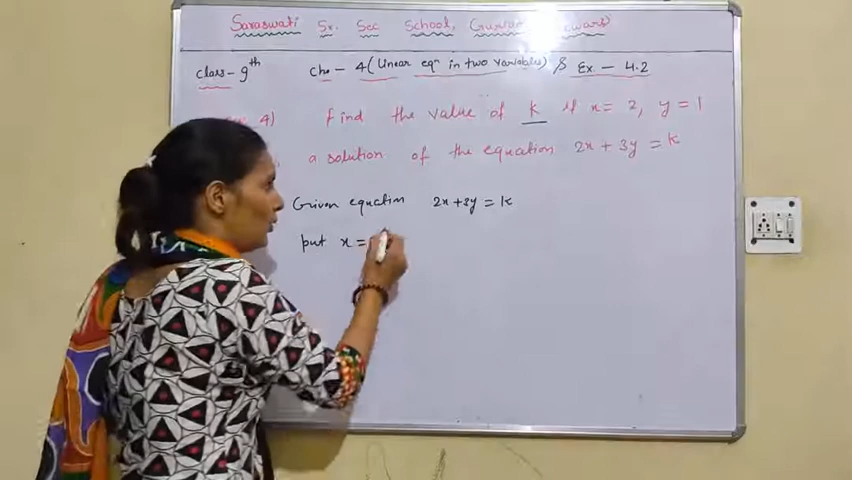 Saraswati Sr. Sec School,
Class - 9th Ch- 4 (Linear eqn in two variables) Ex. - 4.2
4) find the value of k if x = 2, y = 1
a solution of the equation 2x + 3y = k
Given equation 2x + 3y = k
put x =